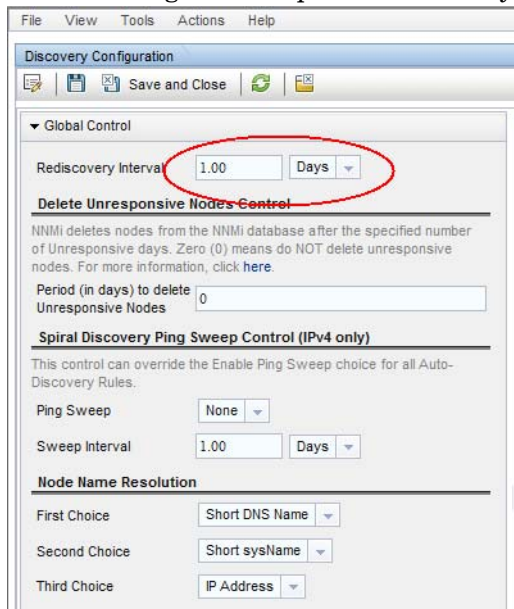 File View Tools Actions Help
Discovery Configuration
Save and Close
Global Control
Rediscovery Interval 1.00 Days
Delete Unresponsive Nodes Control
NNMi deletes nodes from the NNMi database after the specified number
of Unresponsive days. Zero (0) means do NOT delete unresponsive
nodes. For more information, click here.
Period (in days) to delete
Unresponsive Nodes 0
Spiral Discovery Ping Sweep Control (IPv4 only)
This control can override the Enable Ping Sweep choice for all Auto-
Discovery Rules.
Ping Sweep None
Sweep Interval 1.00 Days
Node Name Resolution
First Choice Short DNS Name
Second Choice Short sysName
Third Choice IP Address